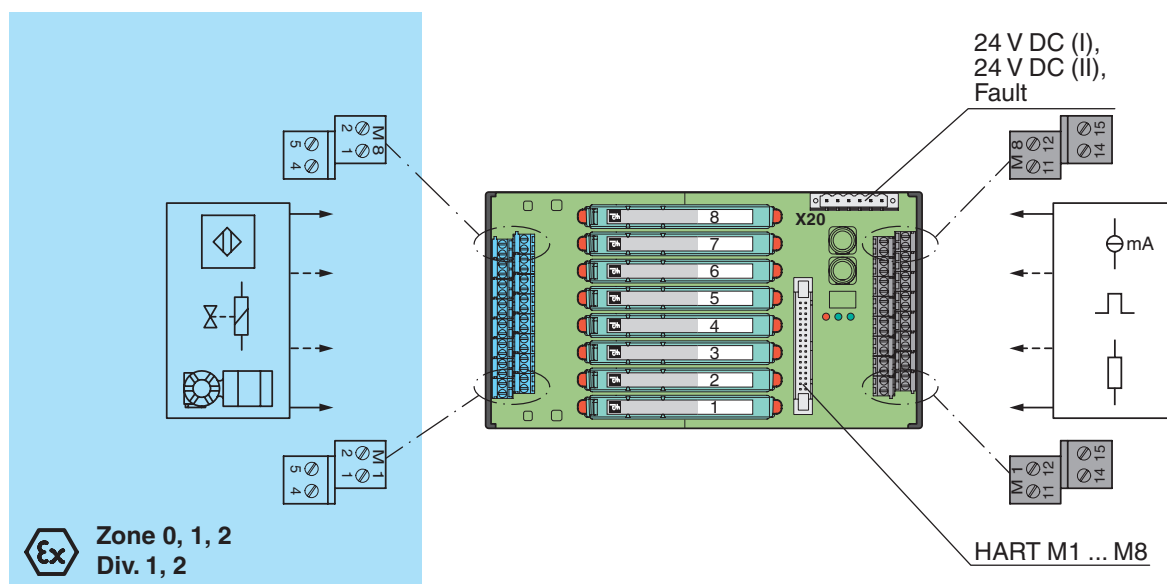 24 V DC (I),
24 V DC (II),
Fault
M 8
2 1
5 4
M 8
12 11
15 14
X20
8
7
6
5
4
3
2
1
mA
M 1
2 1
5 4
M 1
12 11
15 14
Ex
Zone 0, 1, 2
Div. 1, 2
HART M1 ... M8